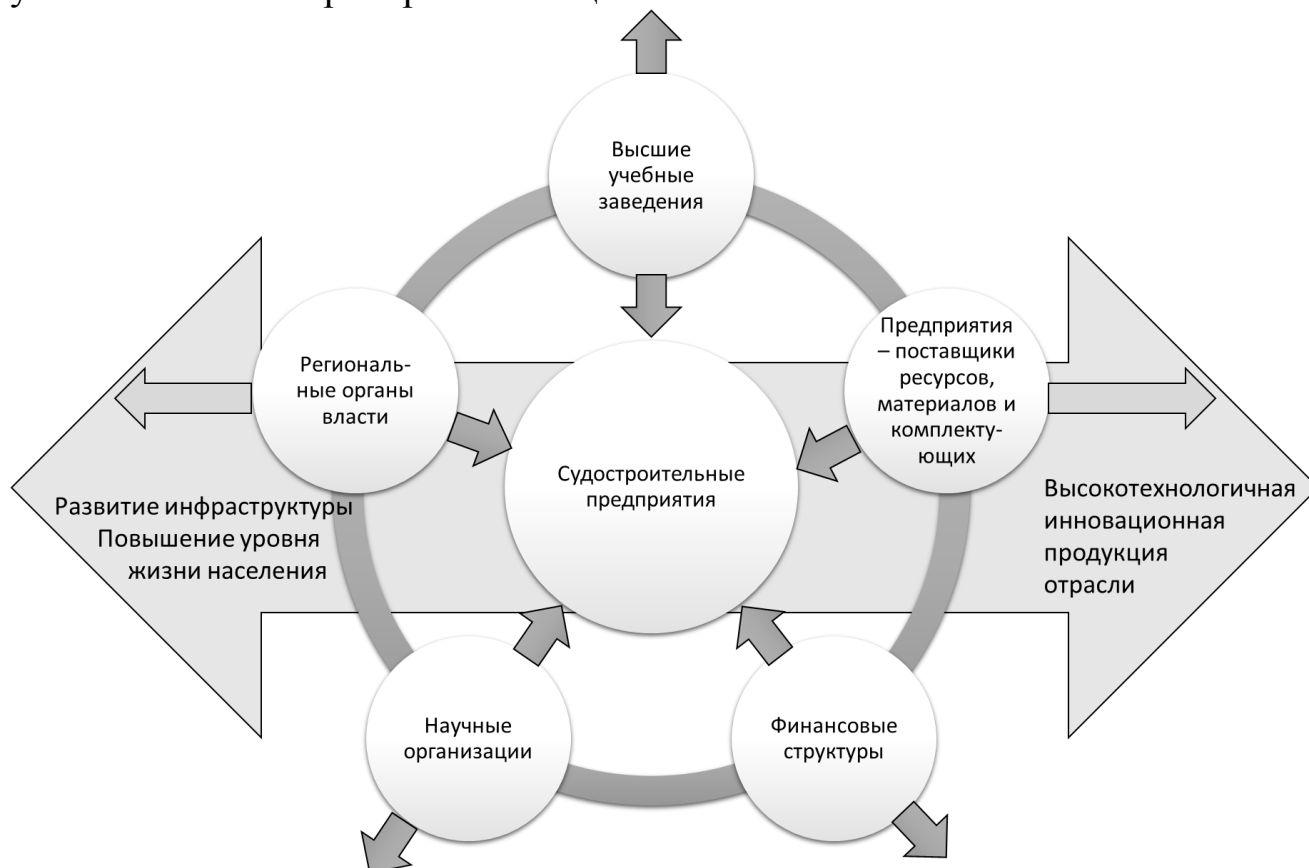 Высшие
учебные
заведения
Региональ-
ные органы
власти
Предприятия
– поставщики
ресурсов,
материалов и
комплекту-
ющих
Судостроительные
предприятия
Развитие инфраструктуры
Повышение уровня
жизни населения
Высокотехнологичная
инновационная
продукция
отрасли
Научные
организации
Финансовые
структуры